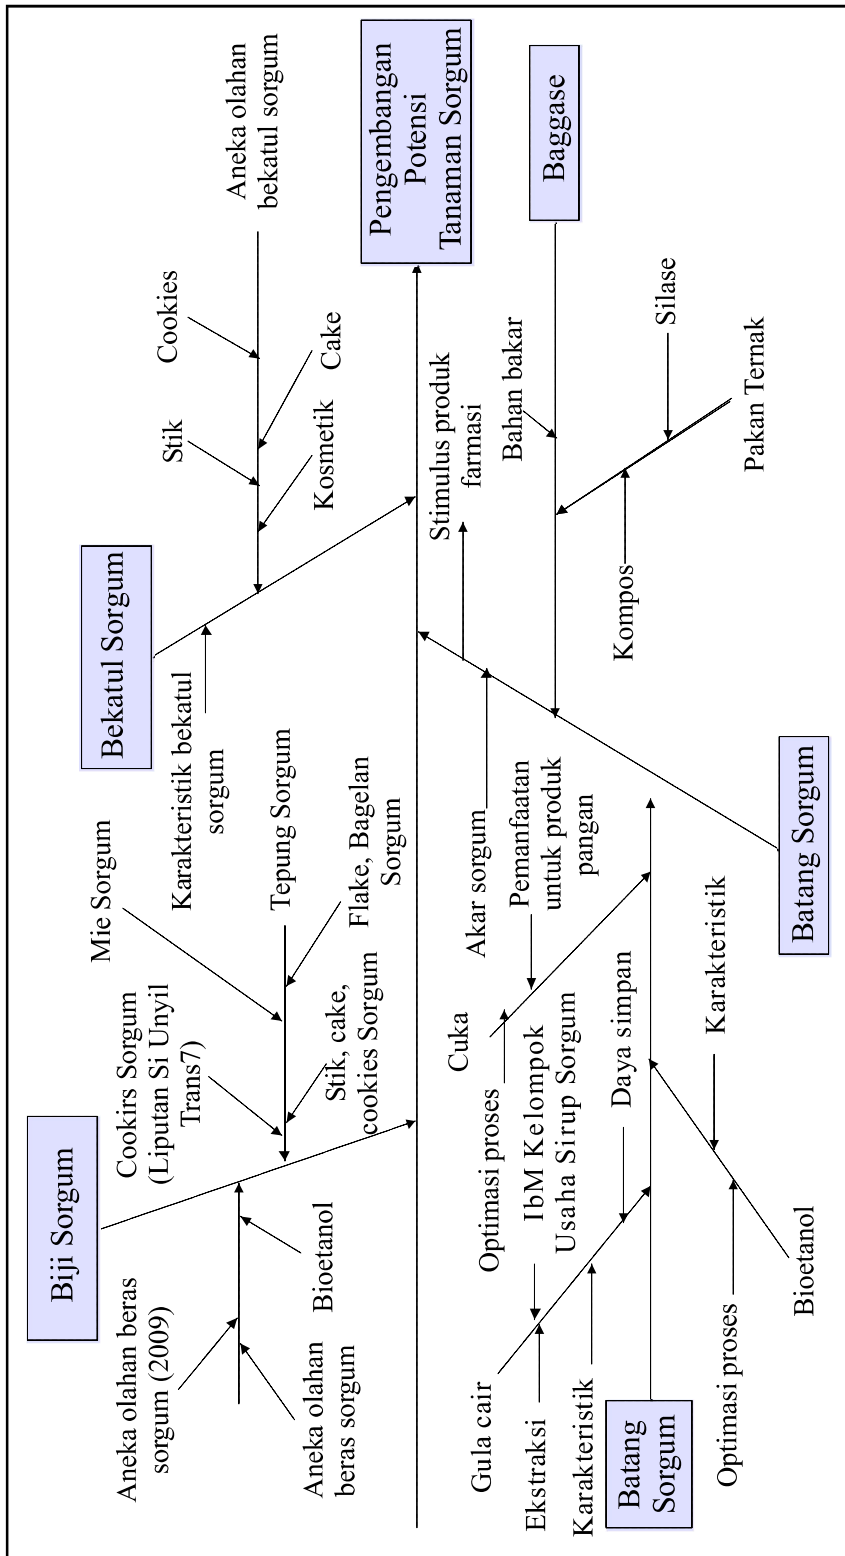 Biji Sorgum
Aneka olahan beras
sorgum (2009)
Aneka olahan
beras sorgum
Bioetanol
Cookirs Sorgum
(Liputan Si Unyil
Trans7)
Mie Sorgum
Stik, cake,
cookies Sorgum
Flake, Bagelan
Sorgum
Tepung Sorgum
Bekatul Sorgum
Karakteristik bekatul
sorgum
Stik
Cookies
Kosmetik
Cake
Aneka olahan
bekatul sorgum
Pengembangan
Potensi
Tanaman Sorgum
Gula cair
Ekstraksi
Karakteristik
IbM Kelompok
Usaha Sirup Sorgum
Daya simpan
Batang
Sorgum
Cuka
Optimasi proses
Pemanfaatan
untuk produk
pangan
Optimasi proses
Bioetanol
Karakteristik
Batang Sorgum
Akar sorgum
Stimulus produk
farmasi
Baggase
Bahan bakar
Kompos
Silase
Pakan Ternak